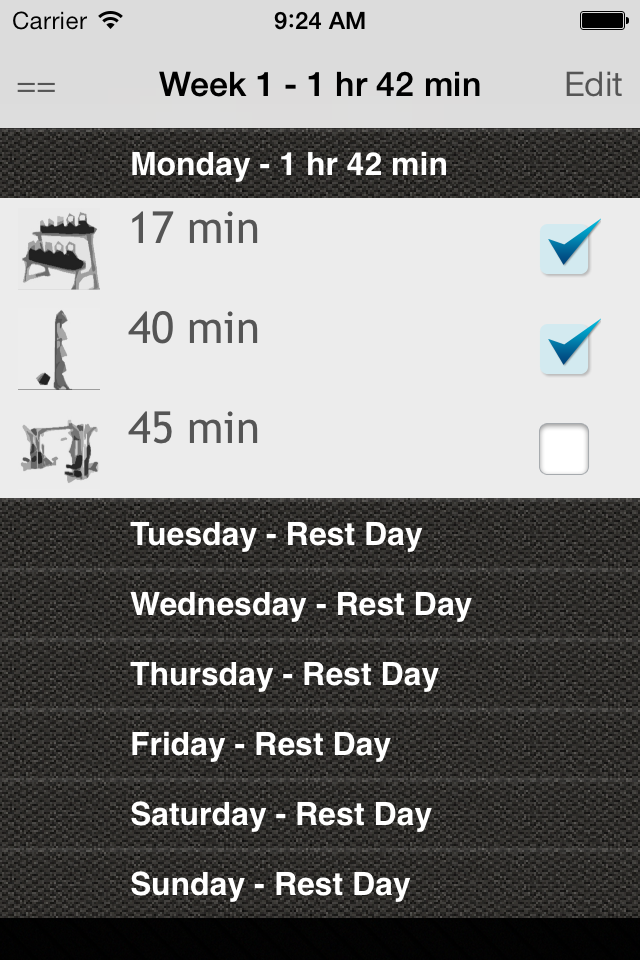 Carrier 9:24 AM
== Week 1 - 1 hr 42 min Edit
Monday - 1 hr 42 min
17 min
40 min
45 min
Tuesday - Rest Day
Wednesday - Rest Day
Thursday - Rest Day
Friday - Rest Day
Saturday - Rest Day
Sunday - Rest Day